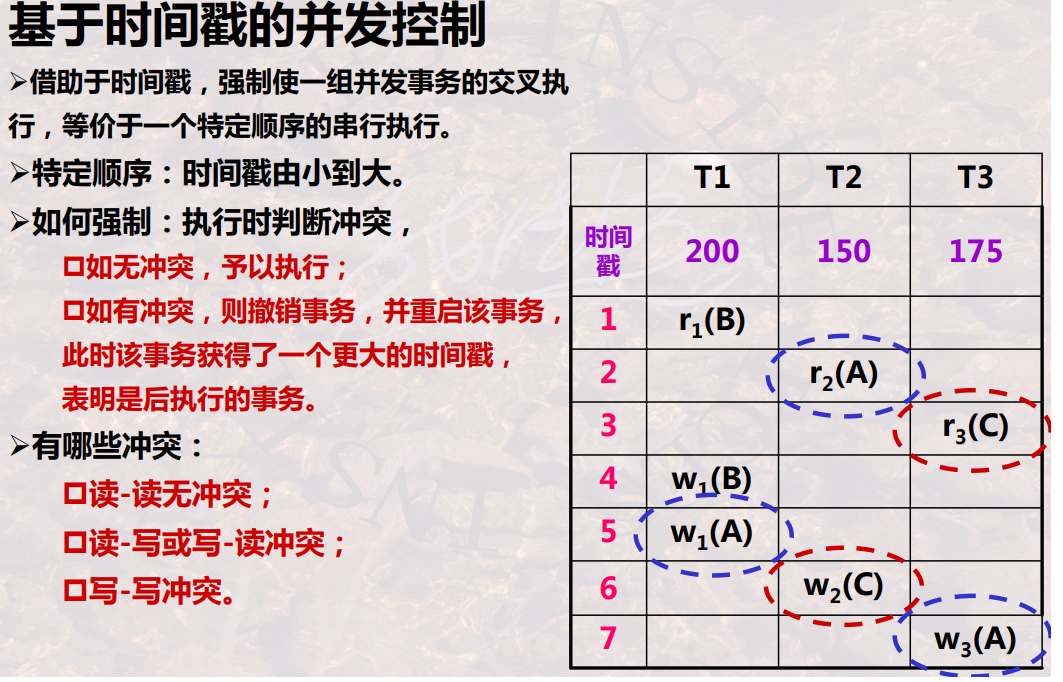 基于时间戳的并发控制
➢借助于时间戳，强制使一组并发事务的交叉执
行，等价于一个特定顺序的串行执行。
➢特定顺序：时间戳由小到大。
➢如何强制：执行时判断冲突，
□如无冲突，予以执行；
□如有冲突，则撤销事务，并重启该事务，
此时该事务获得了一个更大的时间戳，
表明是后执行的事务。
➢有哪些冲突：
□读-读无冲突；
□读-写或写-读冲突；
□写-写冲突。
T1 T2 T3
时间戳 200 150 175
1 r1(B)
2 r2(A)
3 r3(C)
4 w1(B)
5 w1(A)
6 w2(C)
7 w3(A)